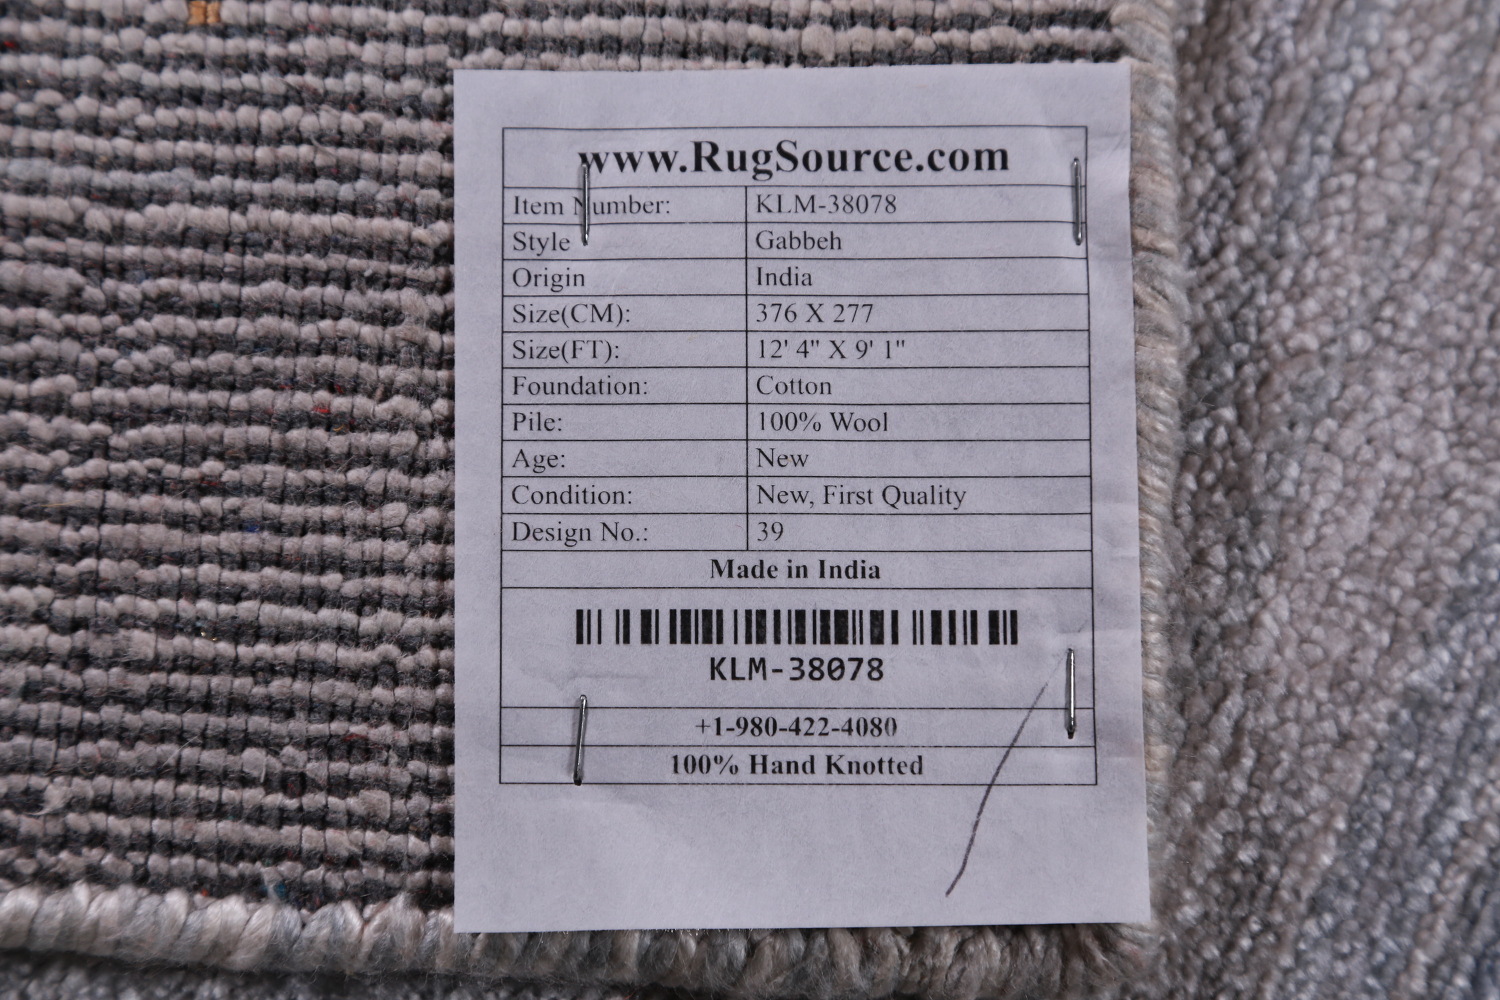 www.RugSource.com
Item Number: KLM-38078
Style Gabbeh
Origin India
Size(CM): 376 X 277
Size(FT): 12' 4" X 9' 1"
Foundation: Cotton
Pile: 100% Wool
Age: New
Condition: New, First Quality
Design No.: 39
Made in India
KLM-38078
+1-980-422-4080
100% Hand Knotted